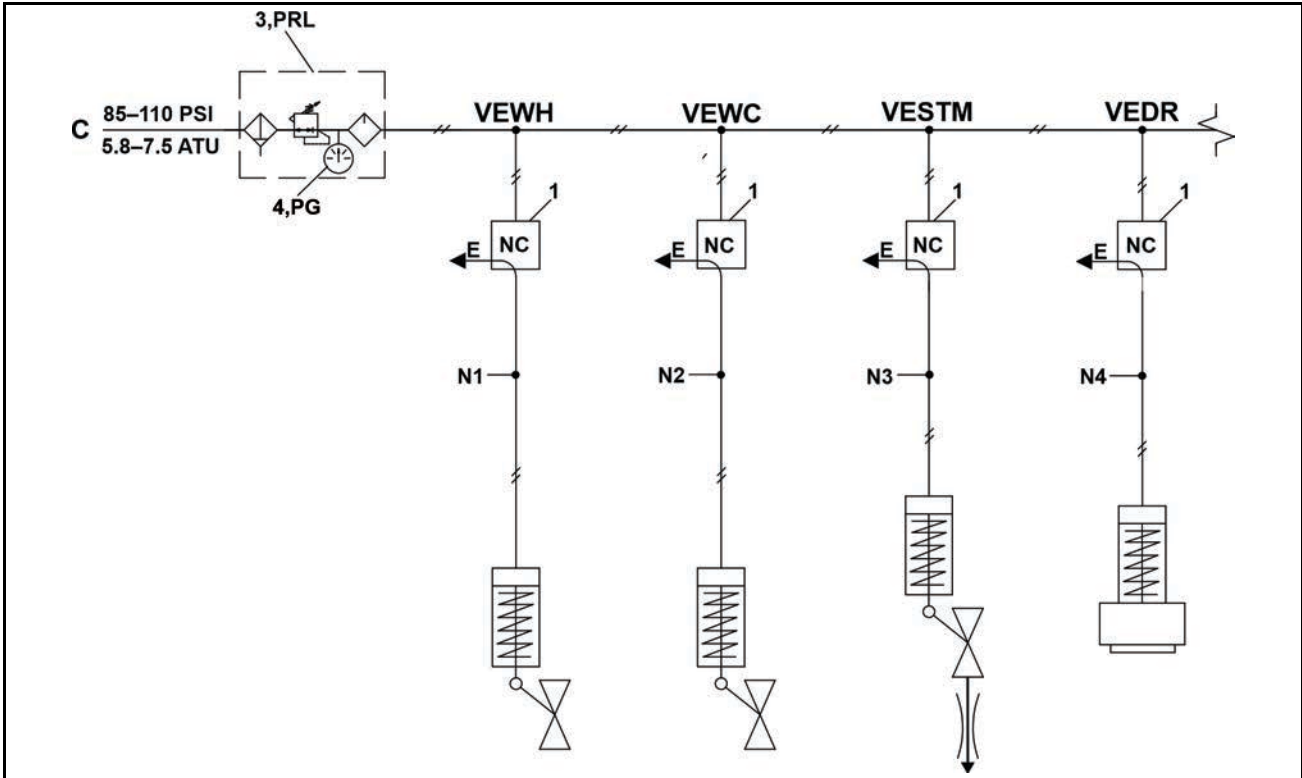 3,PRL
85–110 PSI
C
5.8–7.5 ATU
4,PG
VEWH
VEWC
VESTM
VEDR
1
1
1
1
NC
NC
NC
NC
E
E
E
E
N1
N2
N3
N4